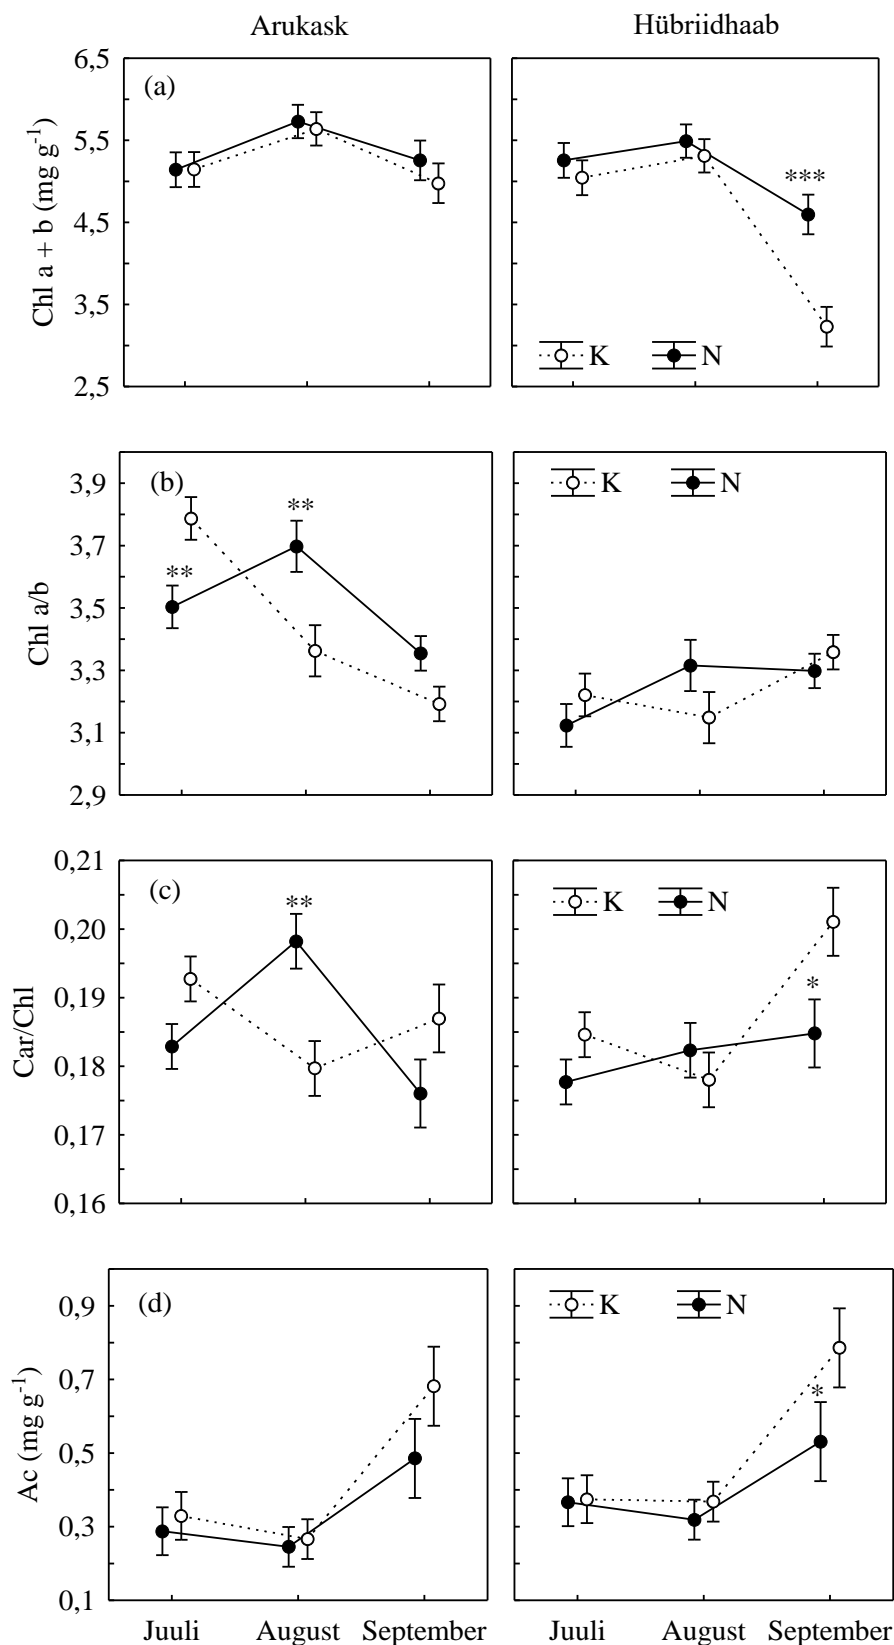 Arukask Hübriidhaab
6,5
5,5
4,5
3,5
2,5
Chl a + b (mg g⁻¹)
(a)
***
K N
3,9
3,7
3,5
3,3
3,1
2,9
Chl a/b
(b)
**
**
K N
0,21
0,20
0,19
0,18
0,17
0,16
Car/Chl
(c)
**
K N
*
0,9
0,7
0,5
0,3
0,1
Ac (mg g⁻¹)
(d)
K N
*
Juuli August September Juuli August September